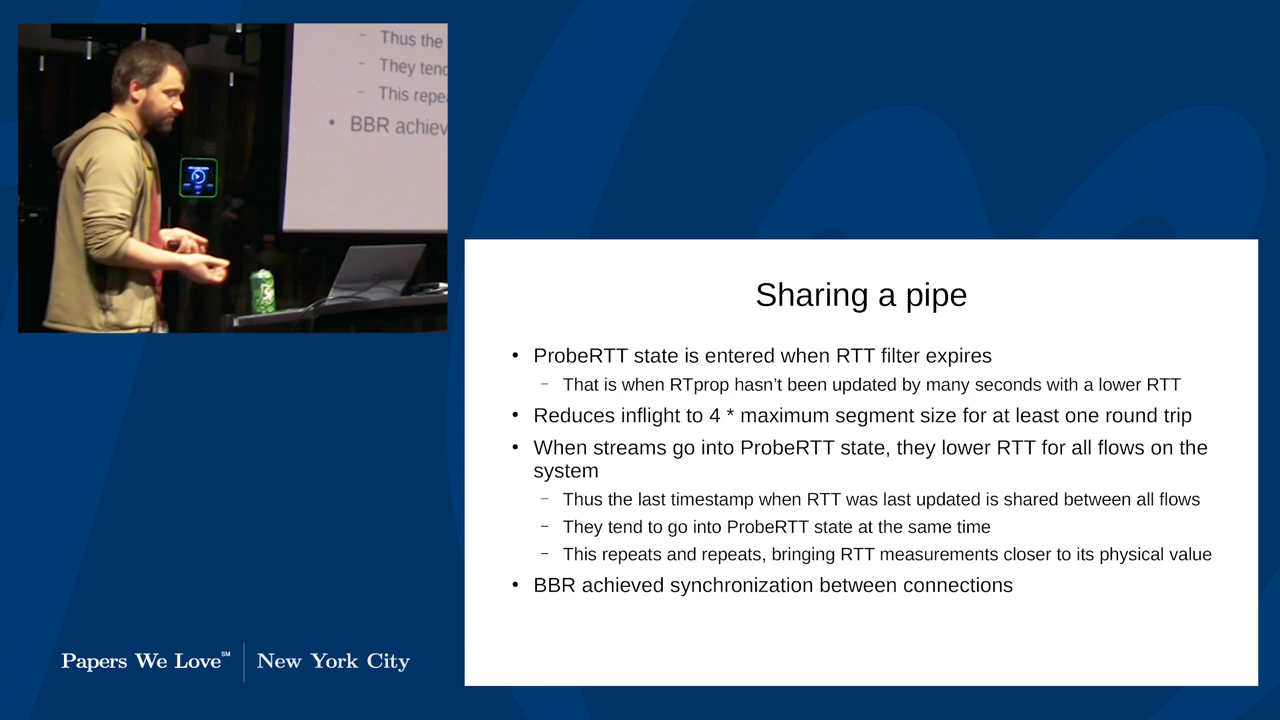 Thus the
They tend
This repe
BBR achiev
Sharing a pipe
• ProbeRTT state is entered when RTT filter expires
– That is when RTprop hasn’t been updated by many seconds with a lower RTT
• Reduces inflight to 4 * maximum segment size for at least one round trip
• When streams go into ProbeRTT state, they lower RTT for all flows on the
system
– Thus the last timestamp when RTT was last updated is shared between all flows
– They tend to go into ProbeRTT state at the same time
– This repeats and repeats, bringing RTT measurements closer to its physical value
• BBR achieved synchronization between connections
Papers We Love℠ | New York City